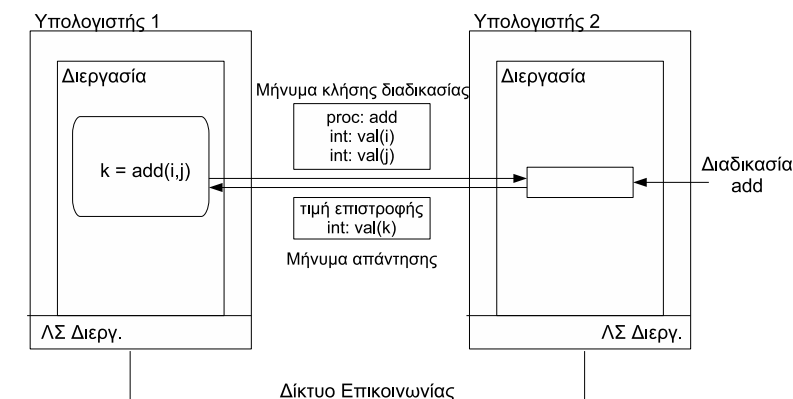 Υπολογιστής 1
Υπολογιστής 2
Διεργασία
Διεργασία
Μήνυμα κλήσης διαδικασίας
proc: add
int: val(i)
int: val(j)
k = add(i,j)
Διαδικασία
add
τιμή επιστροφής
int: val(k)
Μήνυμα απάντησης
ΛΣ Διεργ.
ΛΣ Διεργ.
Δίκτυο Επικοινωνίας